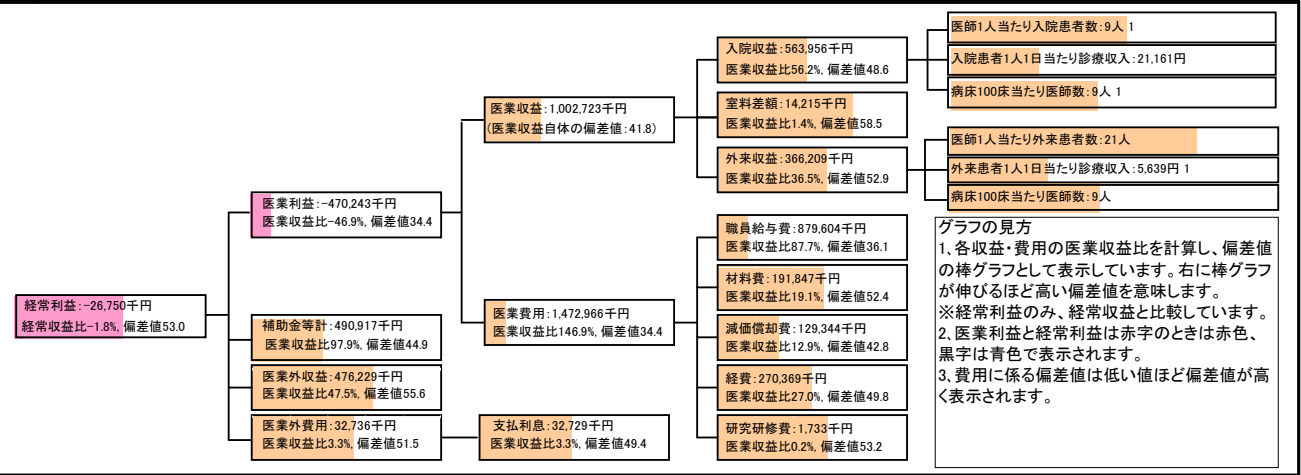 経常利益:-26,750千円
経常収比-1.8%, 偏差値53.0
医業利益:-470,243千円
医業収益比-46.9%, 偏差値34.4
補助金等計:490,917千円
医業収益比97.9%, 偏差値44.9
医業外収益:476,229千円
医業収益比47.5%, 偏差値55.6
医業外費用:32,736千円
医業収益比3.3%, 偏差値51.5
医業収益:1,002,723千円
(医業収益自体の偏差値:41.8)
医業費用:1,472,966千円
医業収益比146.9%, 偏差値34.4
支払利息:32,729千円
医業収益比3.3%, 偏差値49.4
入院収益:563,956千円
医業収益比56.2%, 偏差値48.6
室料差額:14,215千円
医業収益比1.4%, 偏差値58.5
外来収益:366,209千円
医業収益比36.5%, 偏差値52.9
職員給与費:879,604千円
医業収益比87.7%, 偏差値36.1
材料費:191,847千円
医業収益比19.1%, 偏差値52.4
減価償却費:129,344千円
医業収益比12.9%, 偏差値42.8
経費:270,369千円
医業収益比27.0%, 偏差値49.8
研究研修費:1,733千円
医業収益比0.2%, 偏差値53.2
医師1人当たり入院患者数:9人 1
入院患者1人1日当たり診療収入:21,161円
病床100床当たり医師数:9人 1
医師1人当たり外来患者数:21人
外来患者1人1日当たり診療収入:5,639円 1
病床100床当たり医師数:9人
グラフの見方
1、各収益・費用の医業収益比を計算し、偏差値
の棒グラフとして表示しています。右に棒グラフ
が伸びるほど高い偏差値を意味します。
※経常利益のみ、経常収益と比較しています。
2、医業利益と経常利益は赤字のときは赤色、
黒字は青色で表示されます。
3、費用に係る偏差値は低い値ほど偏差値が高
く表示されます。